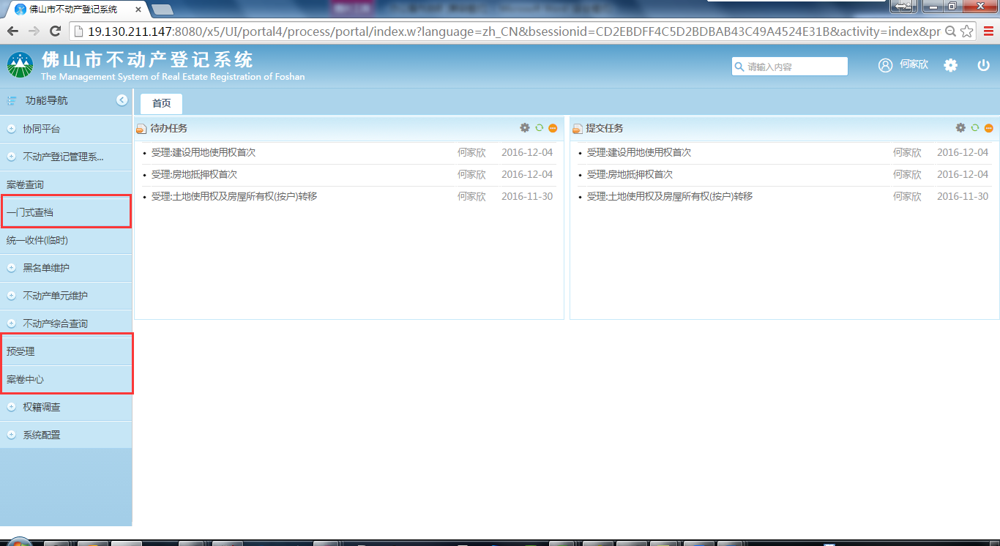 佛山市不动产登记系统
19.130.211.147:8080/x5/UI/portal4/process/portal/index.w?language=zh_CN&bsessionid=CD2EBDFF4C5D2BDBAB43C49A4524E31B&activity=index&pr
佛山市不动产登记系统
The Management System of Real Estate Registration of Foshan
请输入内容
何家欣
功能导航
首页
协同平台
不动产登记管理系...
案卷查询
一门式查档
统一收件(临时)
黑名单维护
不动产单元维护
不动产综合查询
预受理
案卷中心
权籍调查
系统配置
待办任务
受理:建设用地使用权首次 何家欣 2016-12-04
受理:房地抵押权首次 何家欣 2016-12-04
受理:土地使用权及房屋所有权(按户)转移 何家欣 2016-11-30
提交任务
受理:建设用地使用权首次 何家欣 2016-12-04
受理:房地抵押权首次 何家欣 2016-12-04
受理:土地使用权及房屋所有权(按户)转移 何家欣 2016-11-30